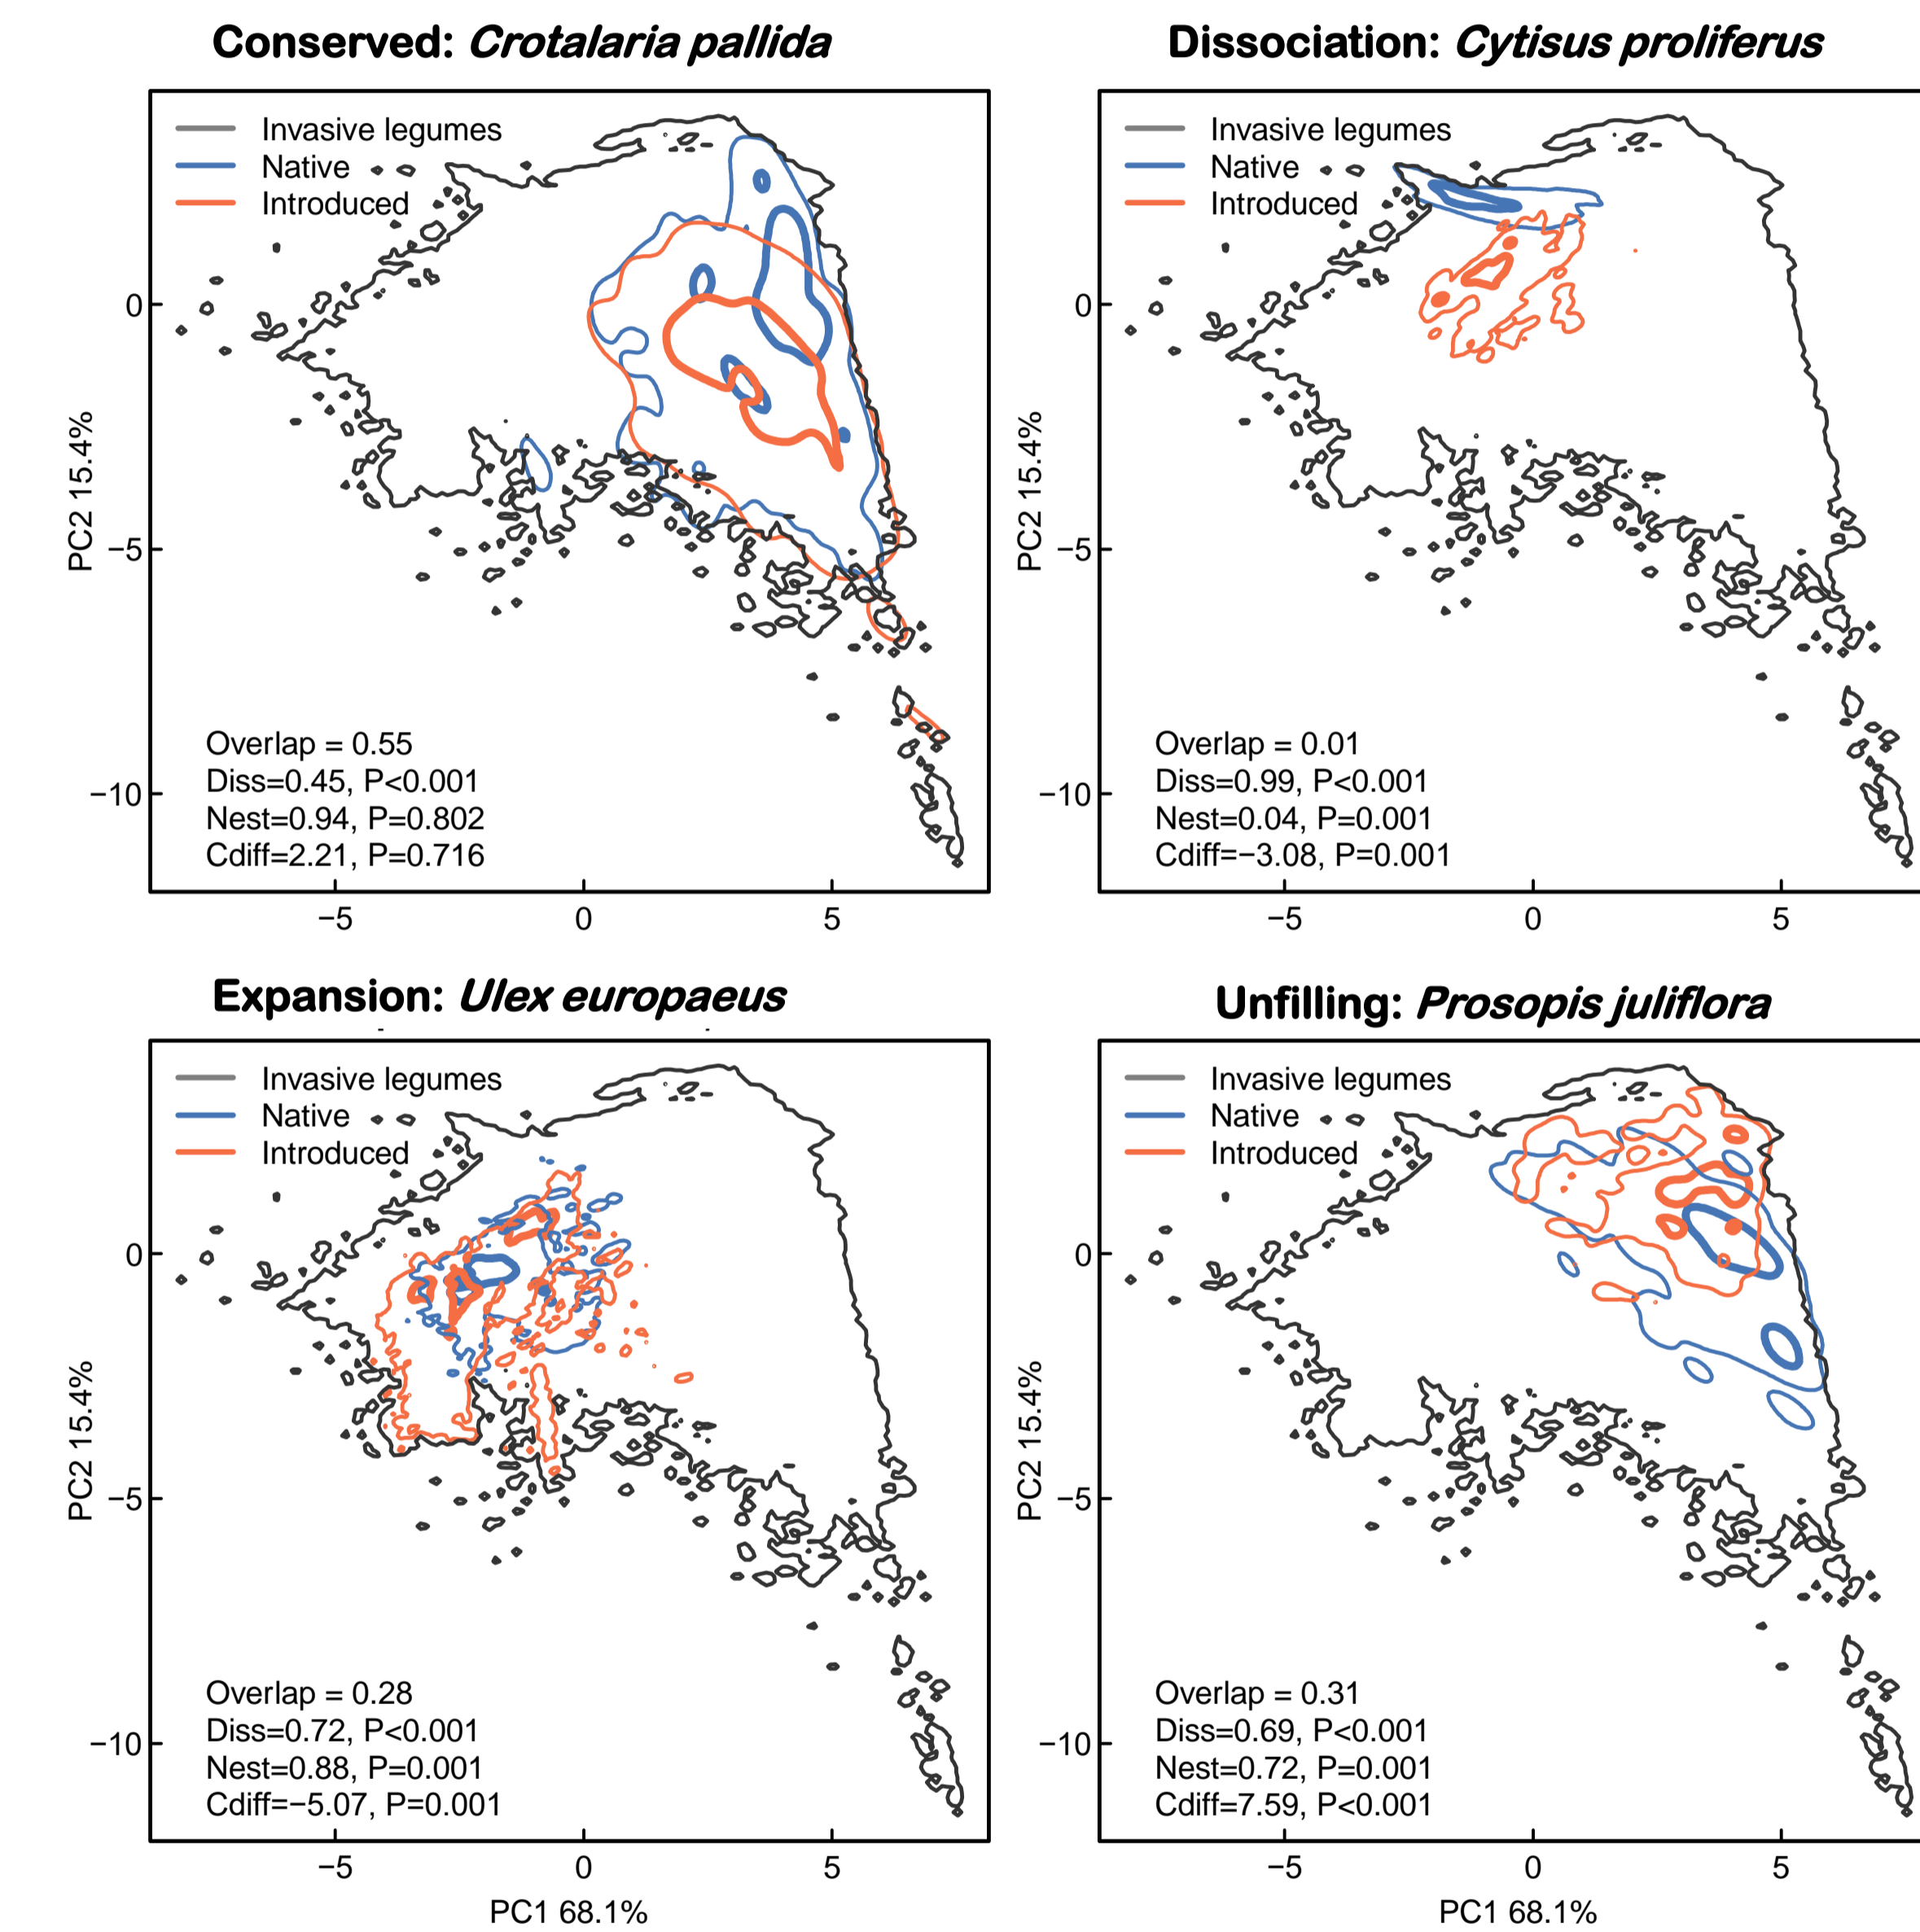 Conserved: Crotalaria pallida
Invasive legumes
Native
Introduced
0
−5
−10
PC2 15.4%
Overlap = 0.55
Diss=0.45, P<0.001
Nest=0.94, P=0.802
Cdiff=2.21, P=0.716
−5 0 5
Dissociation: Cytisus proliferus
Invasive legumes
Native
Introduced
0
−5
−10
PC2 15.4%
Overlap = 0.01
Diss=0.99, P<0.001
Nest=0.04, P=0.001
Cdiff=−3.08, P=0.001
−5 0 5
Expansion: Ulex europaeus
Invasive legumes
Native
Introduced
0
−5
−10
PC2 15.4%
Overlap = 0.28
Diss=0.72, P<0.001
Nest=0.88, P=0.001
Cdiff=−5.07, P=0.001
−5 0 5
PC1 68.1%
Unfilling: Prosopis juliflora
Invasive legumes
Native
Introduced
0
−5
−10
PC2 15.4%
Overlap = 0.31
Diss=0.69, P<0.001
Nest=0.72, P=0.001
Cdiff=7.59, P<0.001
−5 0 5
PC1 68.1%